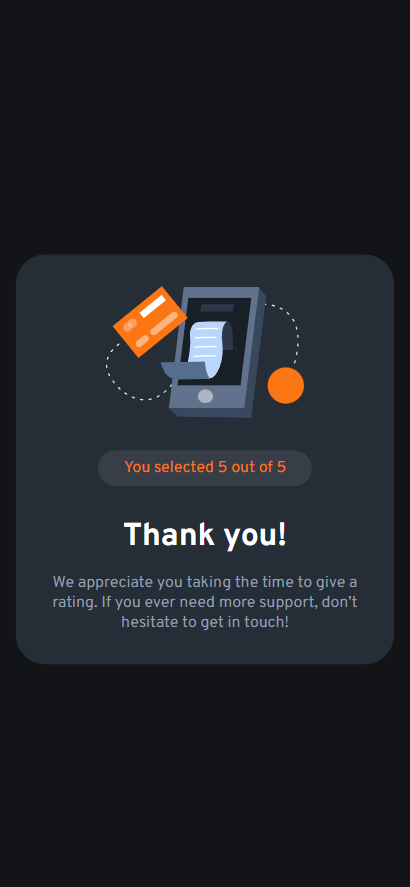 You selected 5 out of 5
Thank you!
We appreciate you taking the time to give a
rating. If you ever need more support, don’t
hesitate to get in touch!